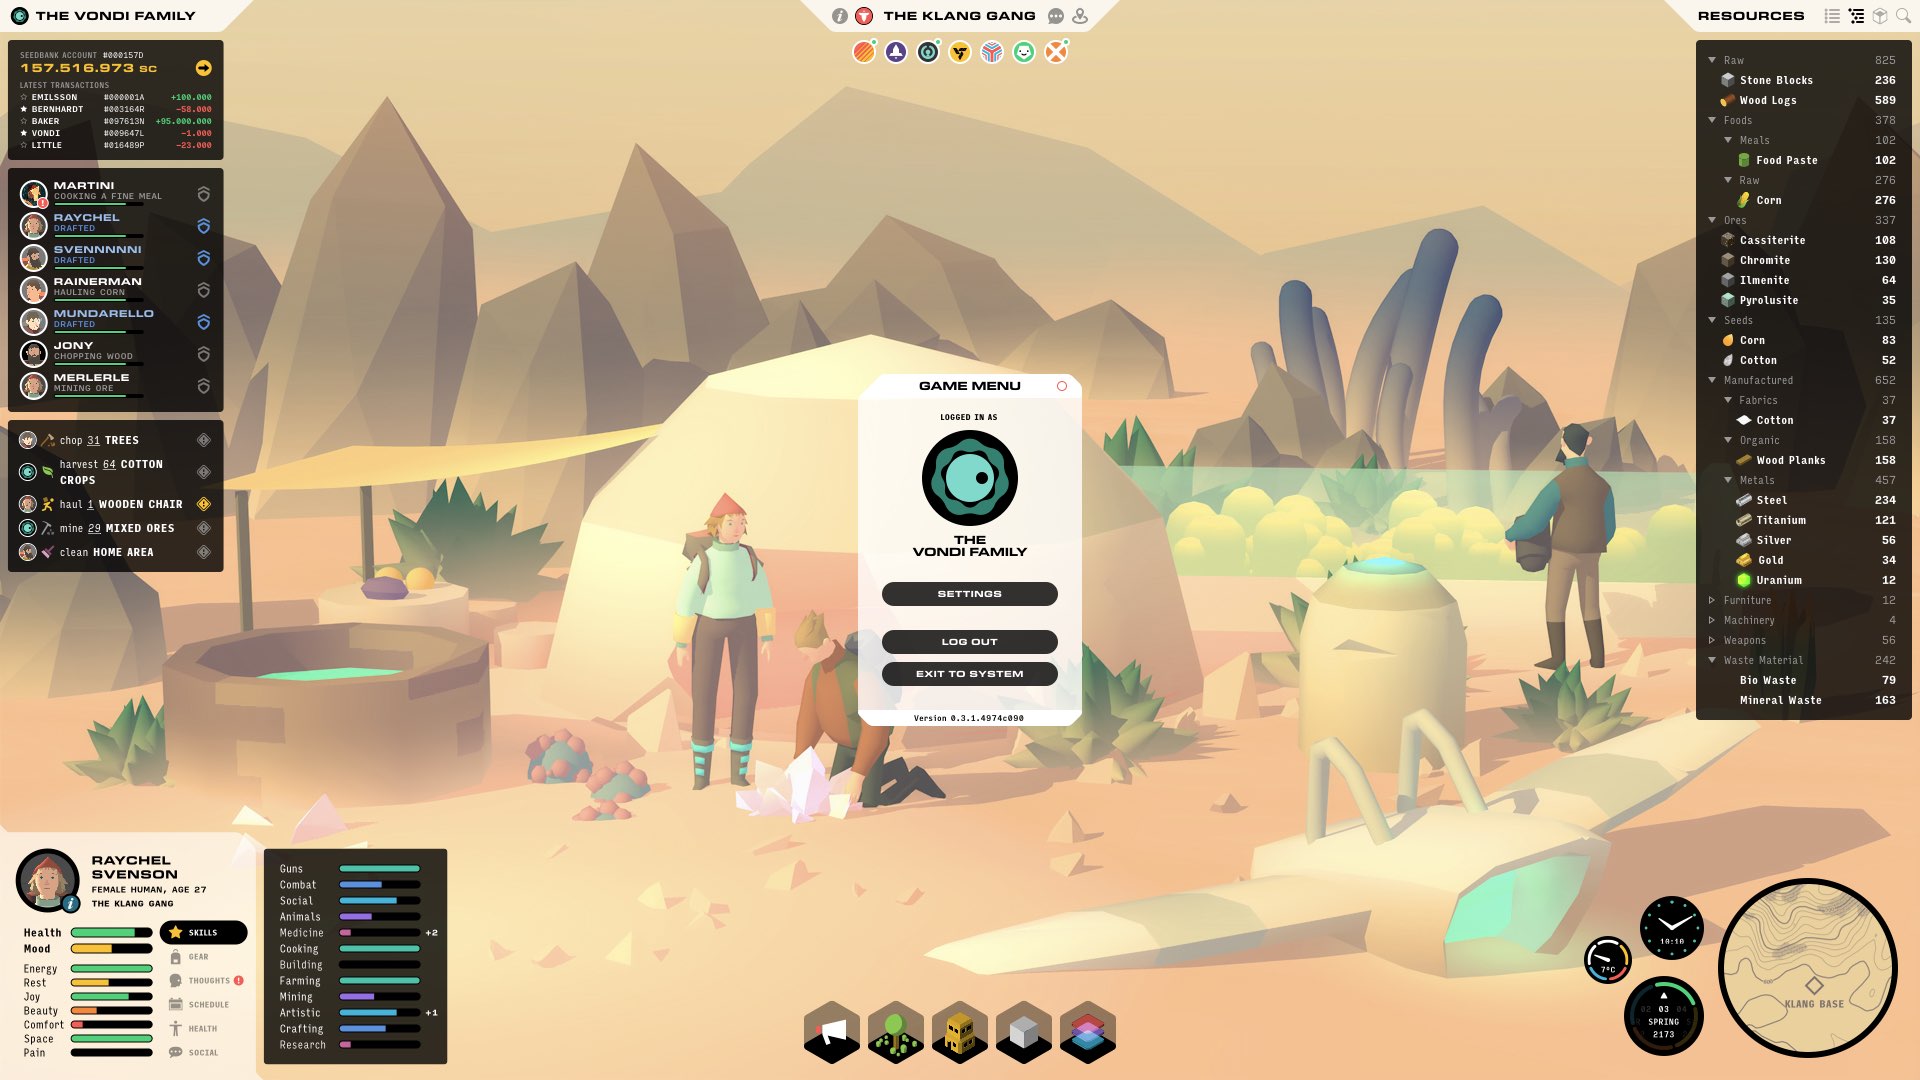 THE VONDI FAMILY
SEEDBANK ACCOUNT #000157D
157.516.973 SC
LATEST TRANSACTIONS
EMILSSON #000001A +100.000
BERNHARDT #003164R -58.000
BAKER #097613N +95.000.000
VONDI #009647L -1.000
LITTLE #016489P -23.000
MARTINI
COOKING A FINE MEAL
RAYCHEL
DRAFTED
SVENNNNNI
DRAFTED
RAINERMAN
HAULING CORN
MUNDARELLO
DRAFTED
JONY
CHOPPING WOOD
MERLERLE
MINING ORE
chop 31 TREES
harvest 64 COTTON
CROPS
haul 1 WOODEN CHAIR
mine 29 MIXED ORES
clean HOME AREA
THE KLANG GANG
GAME MENU
LOGGED IN AS
THE
VONDI FAMILY
SETTINGS
LOG OUT
EXIT TO SYSTEM
Version 0.3.1.4974c090
RESOURCES
Raw 825
Stone Blocks 236
Wood Logs 589
Foods 378
Meals 102
Food Paste 102
Raw 276
Corn 276
Ores 337
Cassiterite 108
Chromite 130
Ilmenite 64
Pyrolusite 35
Seeds 135
Corn 83
Cotton 52
Manufactured 652
Fabrics 37
Cotton 37
Organic 158
Wood Planks 158
Metals 457
Steel 234
Titanium 121
Silver 56
Gold 34
Uranium 12
Furniture 12
Machinery 4
Weapons 56
Waste Material 242
Bio Waste 79
Mineral Waste 163
RAYCHEL
SVENSON
FEMALE HUMAN, AGE 27
THE KLANG GANG
Health
Mood
Energy
Rest
Joy
Beauty
Comfort
Space
Pain
SKILLS
GEAR
THOUGHTS
SCHEDULE
HEALTH
SOCIAL
Guns
Combat
Social
Animals
Medicine +2
Cooking
Building
Farming
Mining
Artistic +1
Crafting
Research
10:10
7°C
02 03 04
SPRING
2173
KLANG BASE